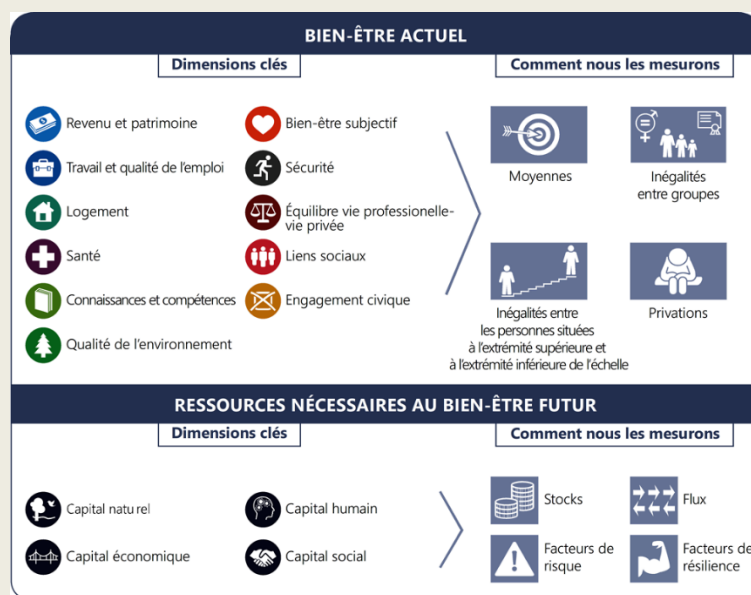 BIEN-ÊTRE ACTUEL
Dimensions clés
Comment nous les mesurons
Revenu et patrimoine
Bien-être subjectif
Travail et qualité de l'emploi
Sécurité
Logement
Équilibre vie professionelle-
vie privée
Santé
Liens sociaux
Connaissances et compétences
Engagement civique
Qualité de l'environnement
Moyennes
Inégalités
entre groupes
Inégalités entre
les personnes situées
à l'extrémité supérieure et
à l'extrémité inférieure de l'échelle
Privations
RESSOURCES NÉCESSAIRES AU BIEN-ÊTRE FUTUR
Dimensions clés
Comment nous les mesurons
Capital naturel
Capital humain
Capital économique
Capital social
Stocks
Flux
Facteurs de
risque
Facteurs de
résilience